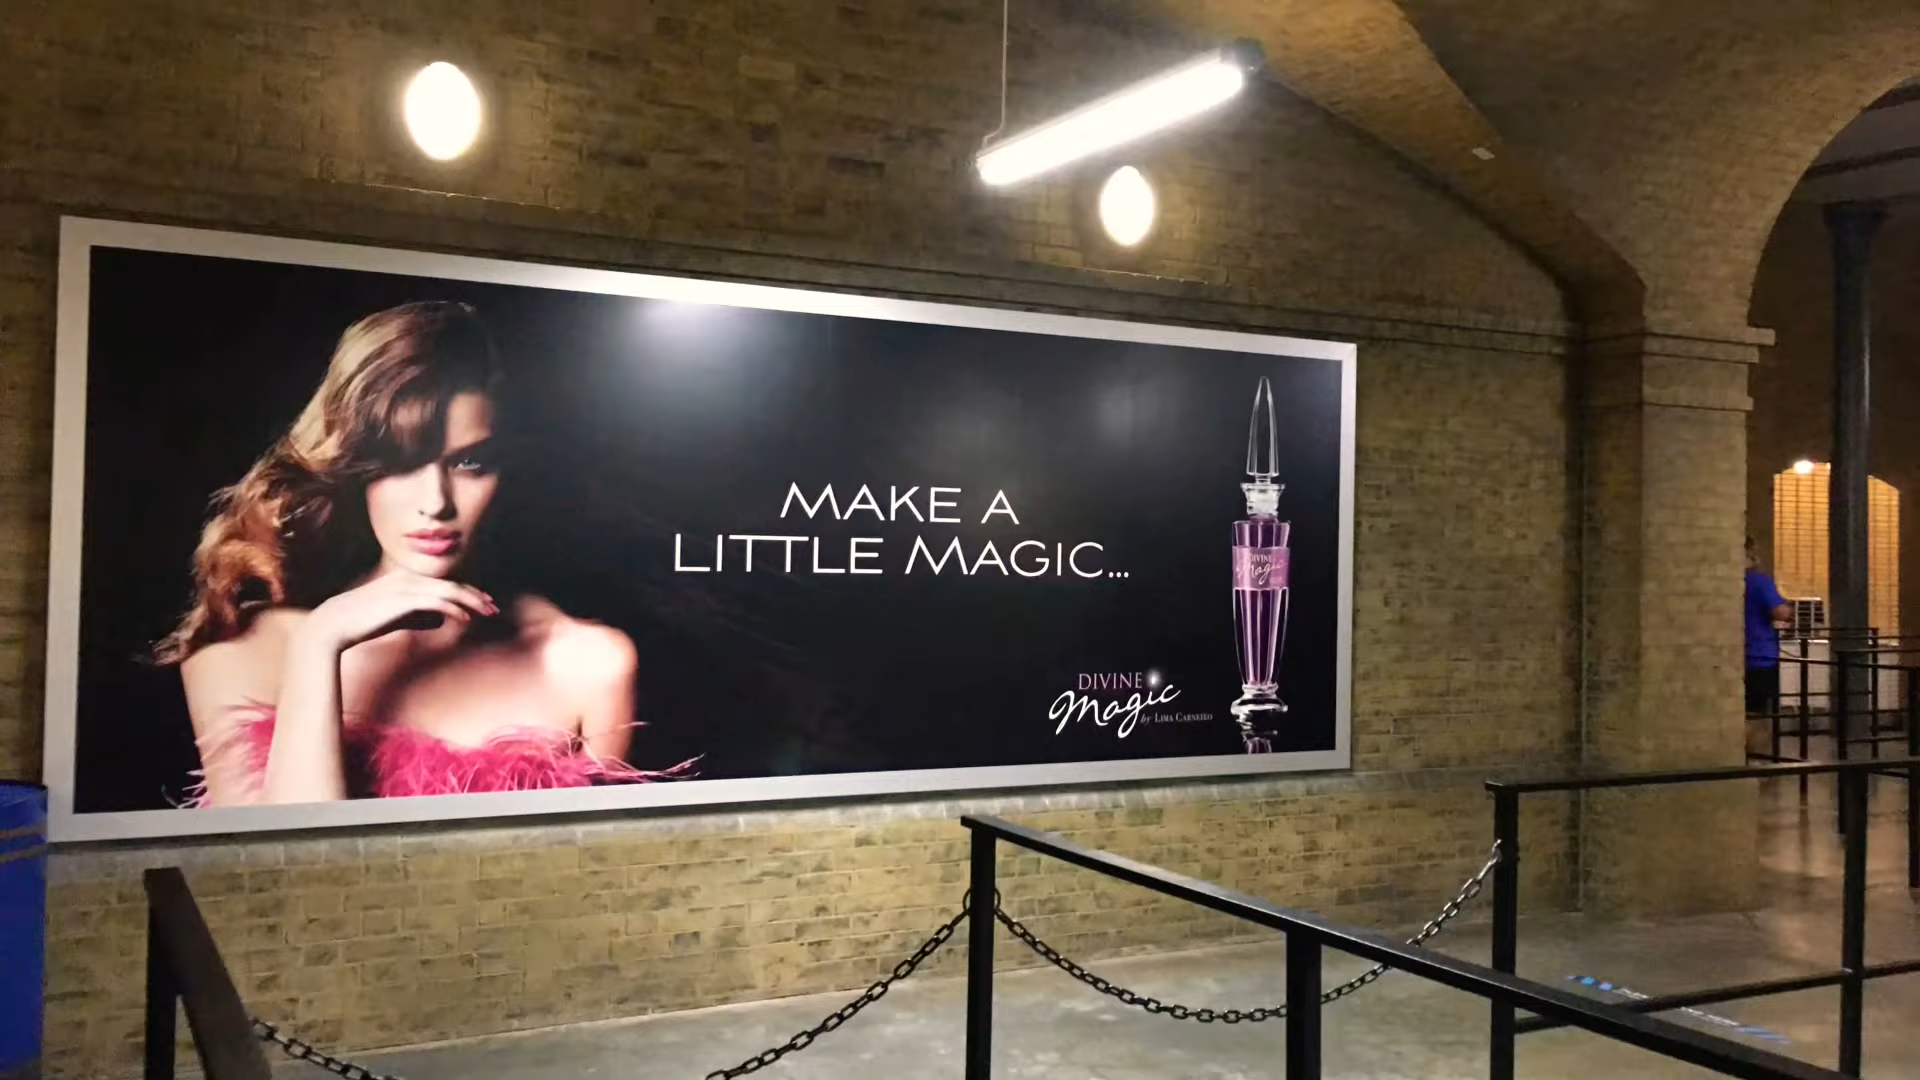 MAKE A
LITTLE MAGIC...
DIVINE
Magic
by LIMA CARNEIRO
DIVINE
Magic